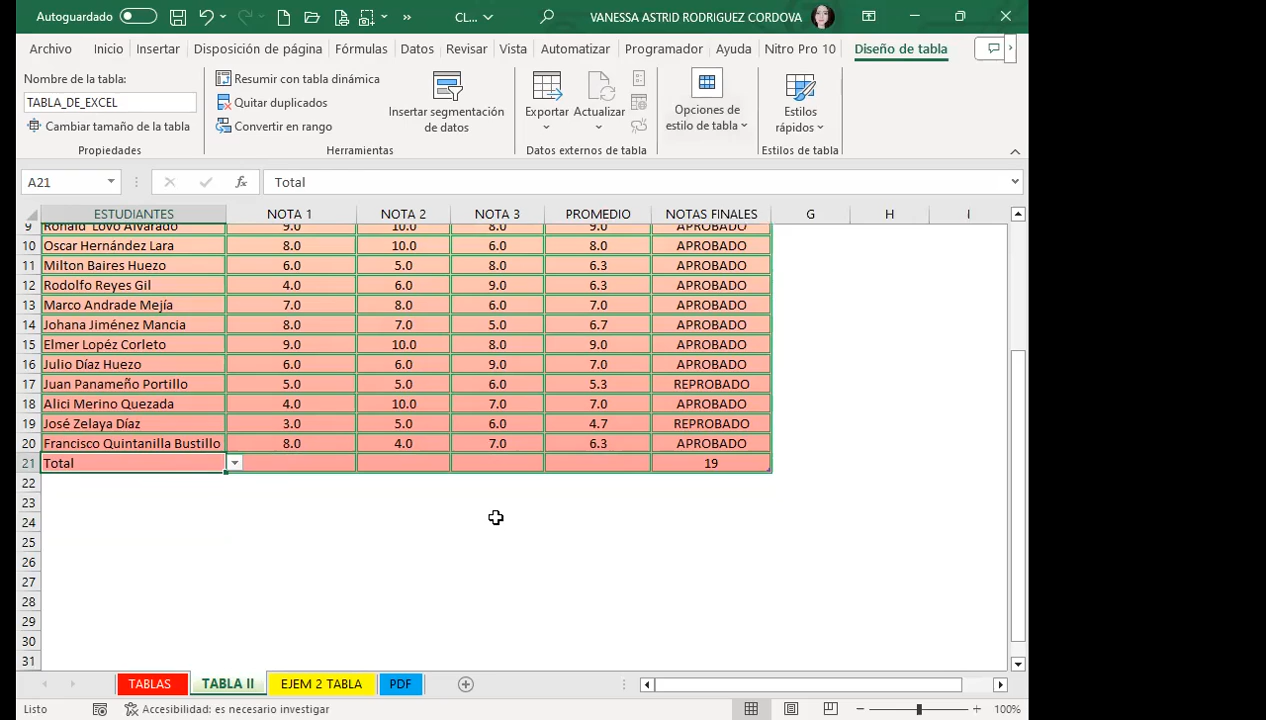 Autoguardado CL... VANESSA ASTRID RODRIGUEZ CORDOVA
Archivo Inicio Insertar Disposición de página Fórmulas Datos Revisar Vista Automatizar Programador Ayuda Nitro Pro 10 Diseño de tabla
Nombre de la tabla:
TABLA_DE_EXCEL
Cambiar tamaño de la tabla
Propiedades
Resumir con tabla dinámica
Quitar duplicados
Convertir en rango
Insertar segmentación
de datos
Herramientas
Exportar Actualizar
Datos externos de tabla
Opciones de
estilo de tabla
Estilos
rápidos
Estilos de tabla
A21 fx Total
ESTUDIANTES NOTA 1 NOTA 2 NOTA 3 PROMEDIO NOTAS FINALES G H I
9 Ronald Lovo Alvarado 9.0 10.0 8.0 9.0 APROBADO
10 Oscar Hernández Lara 8.0 10.0 6.0 8.0 APROBADO
11 Milton Baires Huezo 6.0 5.0 8.0 6.3 APROBADO
12 Rodolfo Reyes Gil 4.0 6.0 9.0 6.3 APROBADO
13 Marco Andrade Mejía 7.0 8.0 6.0 7.0 APROBADO
14 Johana Jiménez Mancia 8.0 7.0 5.0 6.7 APROBADO
15 Elmer Lopéz Corleto 9.0 10.0 8.0 9.0 APROBADO
16 Julio Díaz Huezo 6.0 6.0 9.0 7.0 APROBADO
17 Juan Panameño Portillo 5.0 5.0 6.0 5.3 REPROBADO
18 Alici Merino Quezada 4.0 10.0 7.0 7.0 APROBADO
19 José Zelaya Díaz 3.0 5.0 6.0 4.7 REPROBADO
20 Francisco Quintanilla Bustillo 8.0 4.0 7.0 6.3 APROBADO
21 Total 19
22
23
24
25
26
27
28
29
30
31
TABLAS TABLA II EJEM 2 TABLA PDF
Listo Accesibilidad: es necesario investigar 100%